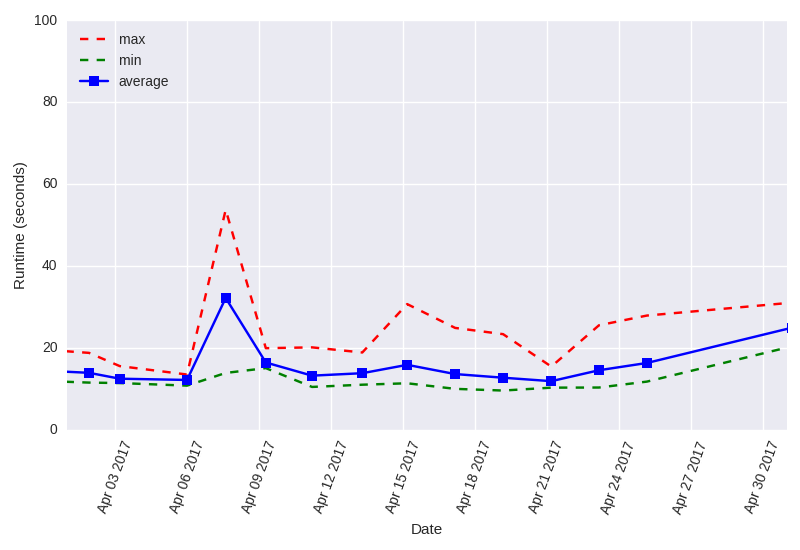 100
80
60
40
20
0
Runtime (seconds)
max
min
average
Apr 03 2017
Apr 06 2017
Apr 09 2017
Apr 12 2017
Apr 15 2017
Apr 18 2017
Apr 21 2017
Apr 24 2017
Apr 27 2017
Apr 30 2017
Date